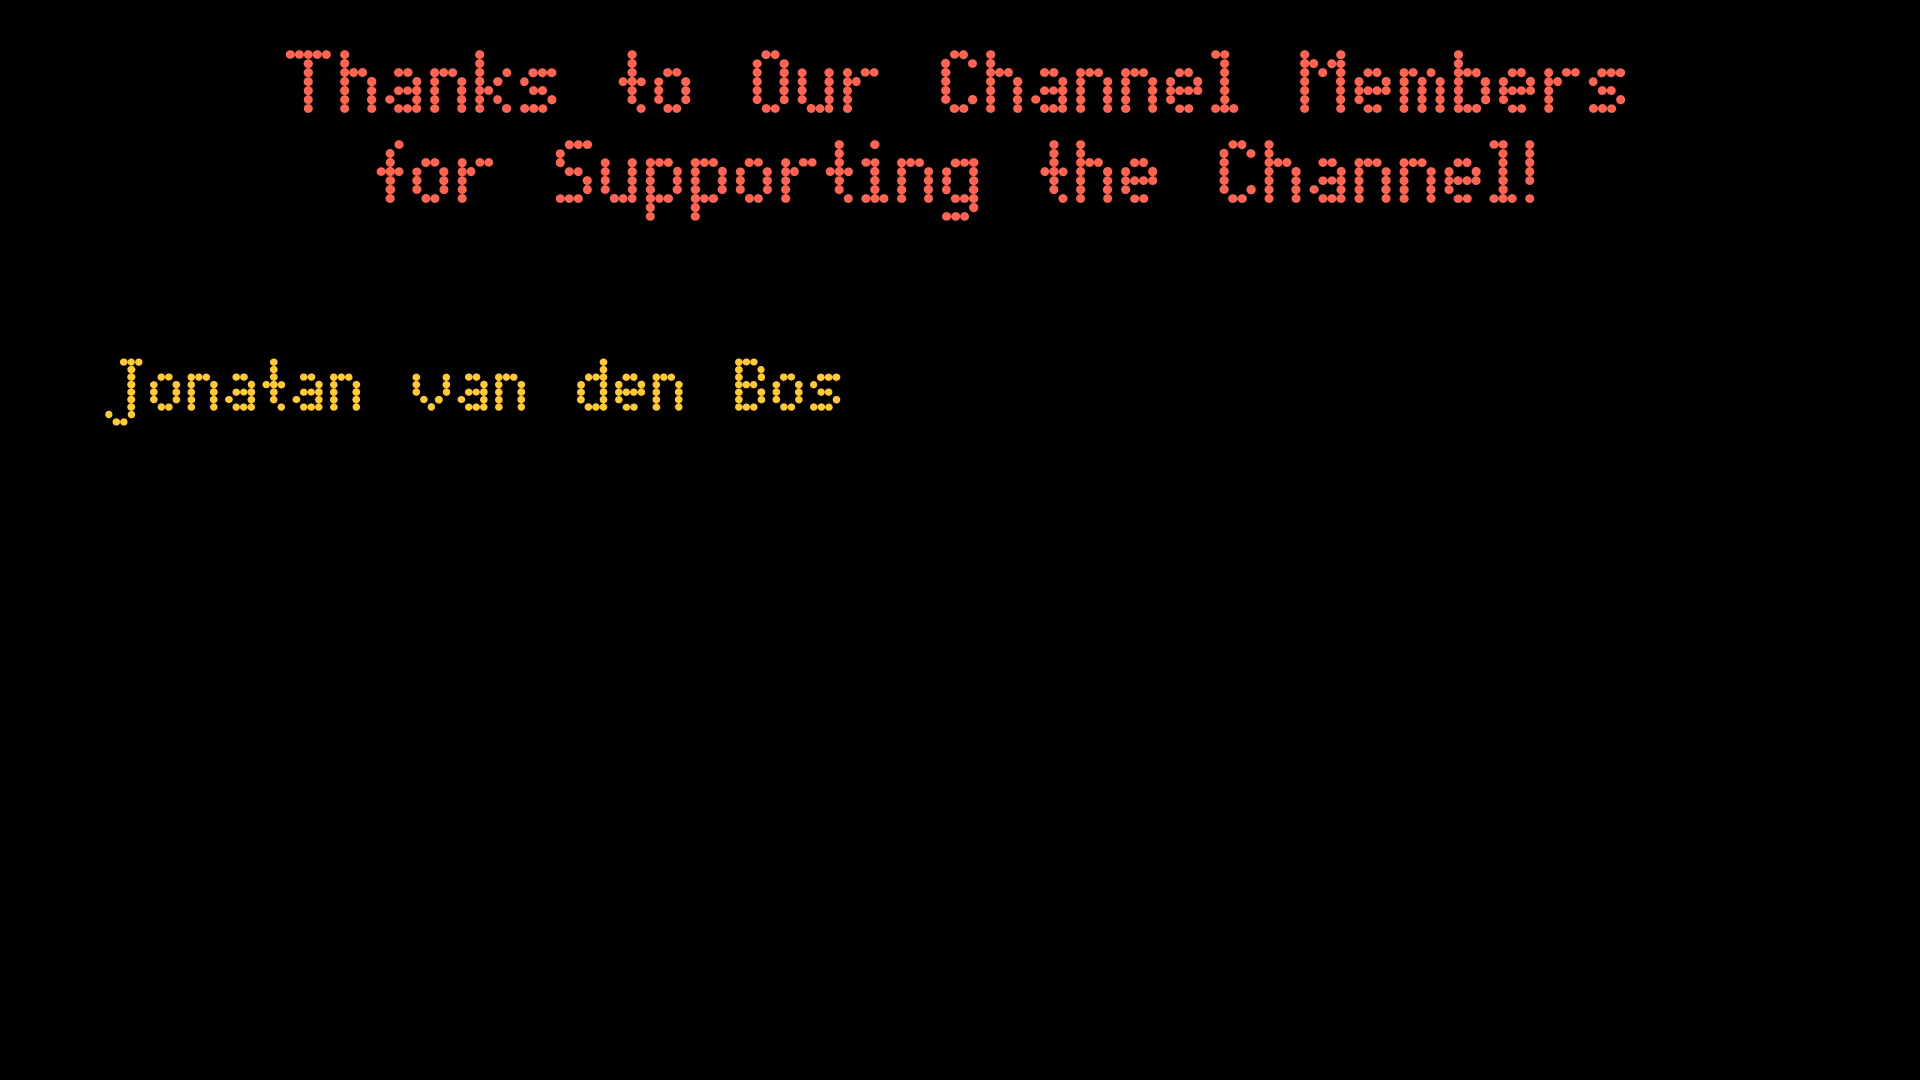 Thanks to Our Channel Members
for Supporting the Channel!
Jonatan van den Bos